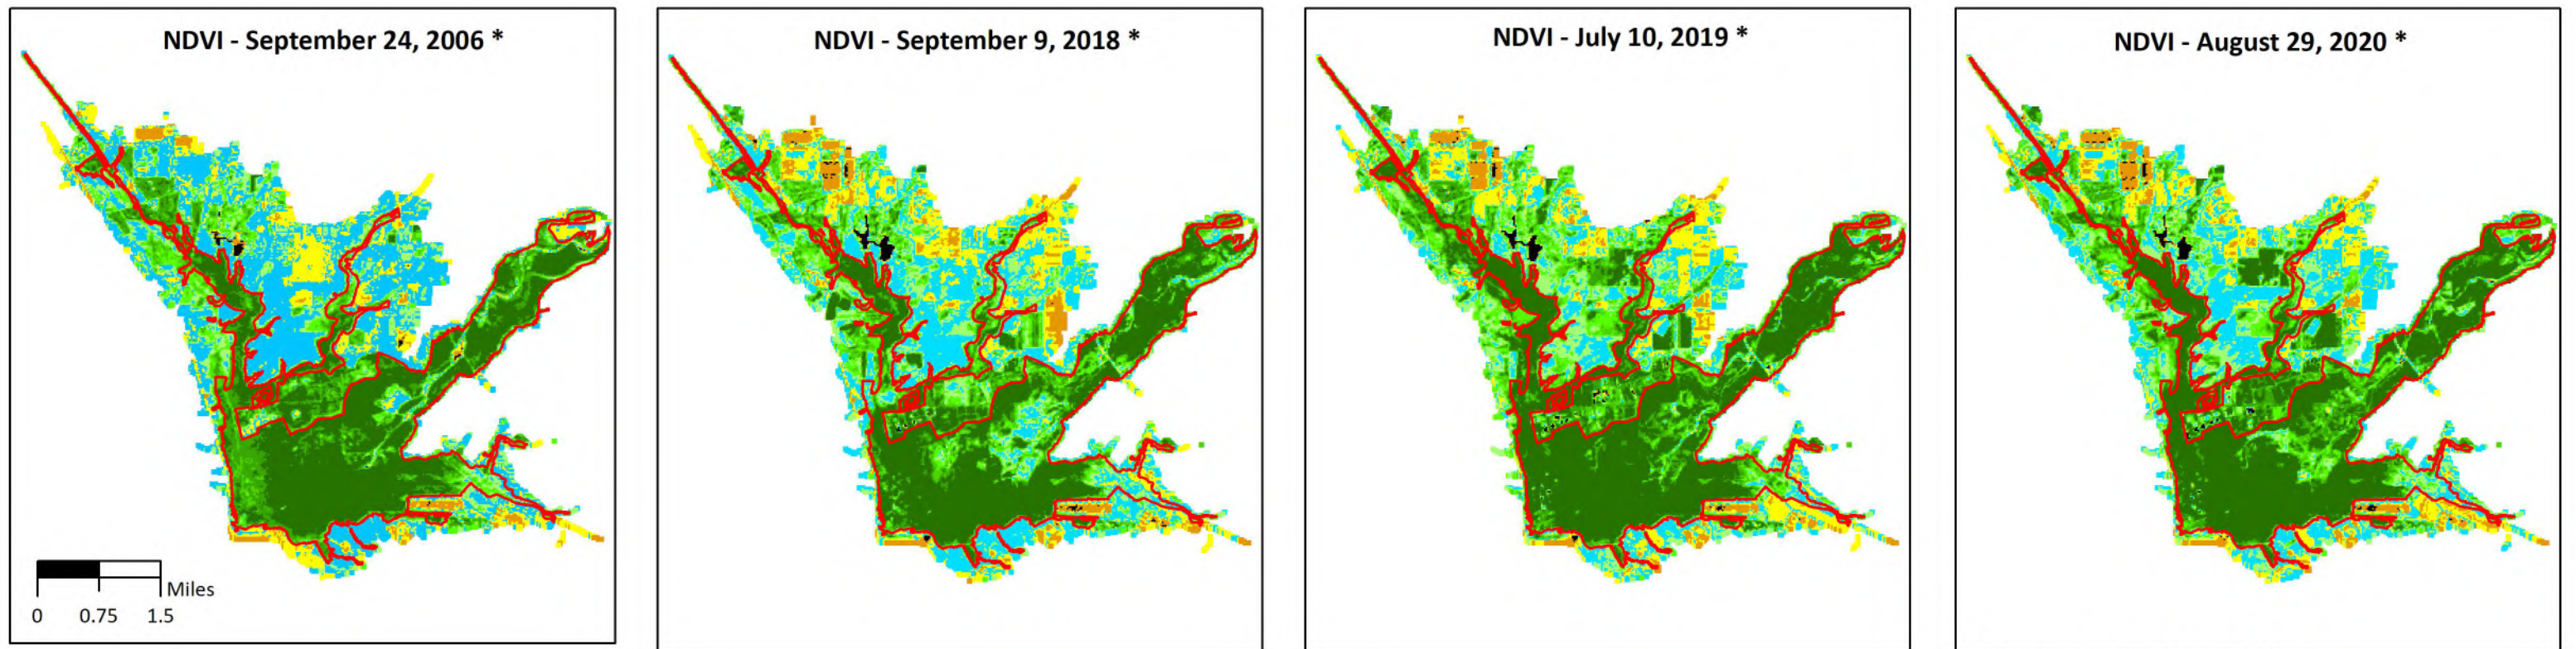 NDVI - September 24, 2006 *
NDVI - September 9, 2018 *
NDVI - July 10, 2019 *
NDVI - August 29, 2020 *
Miles
0 0.75 1.5